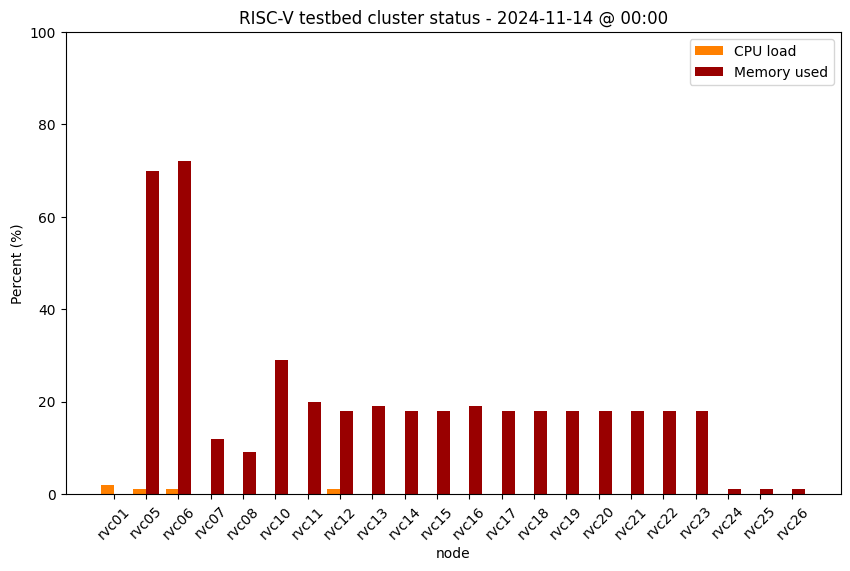 RISC-V testbed cluster status - 2024-11-14 @ 00:00
CPU load
Memory used
Percent (%)
100
80
60
40
20
0
rvc01
rvc05
rvc06
rvc07
rvc08
rvc10
rvc11
rvc12
rvc13
rvc14
rvc15
rvc16
rvc17
rvc18
rvc19
rvc20
rvc21
rvc22
rvc23
rvc24
rvc25
rvc26
node